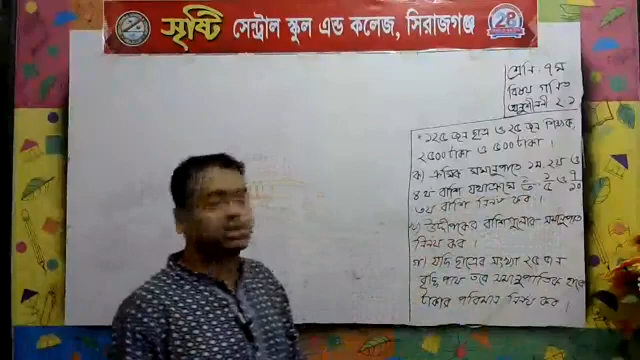 সৃষ্টি সেন্ট্রাল স্কুল এন্ড কলেজ, সিরাজগঞ্জ
28
শ্রেনি - ৭ম
বিষয় গনিত
অনুশীলনী ২.১
* ১২৫ জন ছাত্র ও ২৫ জন শিক্ষক,
২৫০০ টাকা ও ৫০০ টাকা।
ক) ক্রমিক সমানুপাতে ১ম, ২য় ও
৪র্থ রাশি যথাক্রমে
৩য় রাশি নির্ণয় কর।
খ) উদ্দীপকের রাশিগুলোর সমানুপাত
নির্ণয় কর।
গ) যদি ছাত্রের সংখ্যা ২৫ জন
বৃদ্ধি পায় তবে সমানুপাতিক হারে
টাকার পরিমান নির্ণয় কর।